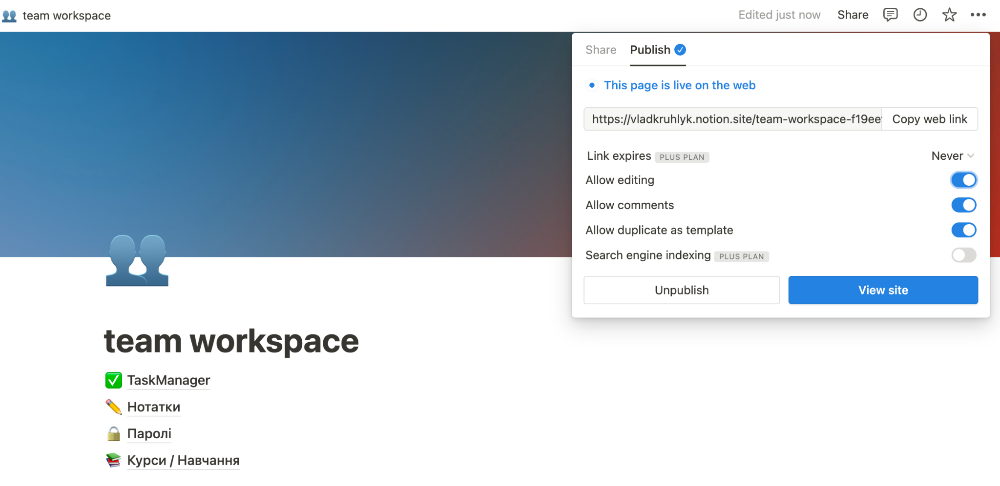 team workspace
Edited just now Share
Share Publish
This page is live on the web
https://vladkruhlyk.notion.site/team-workspace-f19ee Copy web link
Link expires PLUS PLAN Never
Allow editing
Allow comments
Allow duplicate as template
Search engine indexing PLUS PLAN
Unpublish View site
team workspace
TaskManager
Нотатки
Паролі
Курси / Навчання